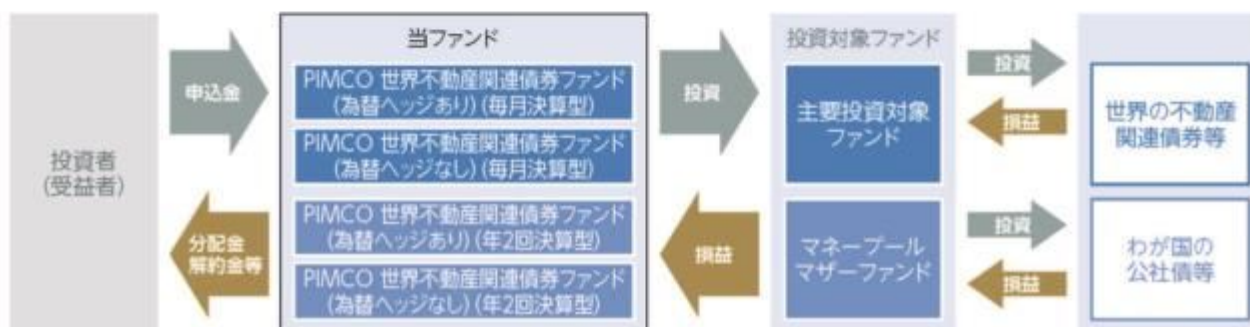 投資者
(受益者)
申込金
分配金
解約金等
当ファンド
PIMCO 世界不動産関連債券ファンド
(為替ヘッジあり)(毎月決算型)
PIMCO 世界不動産関連債券ファンド
(為替ヘッジなし)(毎月決算型)
PIMCO 世界不動産関連債券ファンド
(為替ヘッジあり)(年2回決算型)
PIMCO 世界不動産関連債券ファンド
(為替ヘッジなし)(年2回決算型)
投資
損益
投資対象ファンド
主要投資対象
ファンド
マネープール
マザーファンド
投資
損益
投資
損益
世界の不動産
関連債券等
わが国の
公社債等